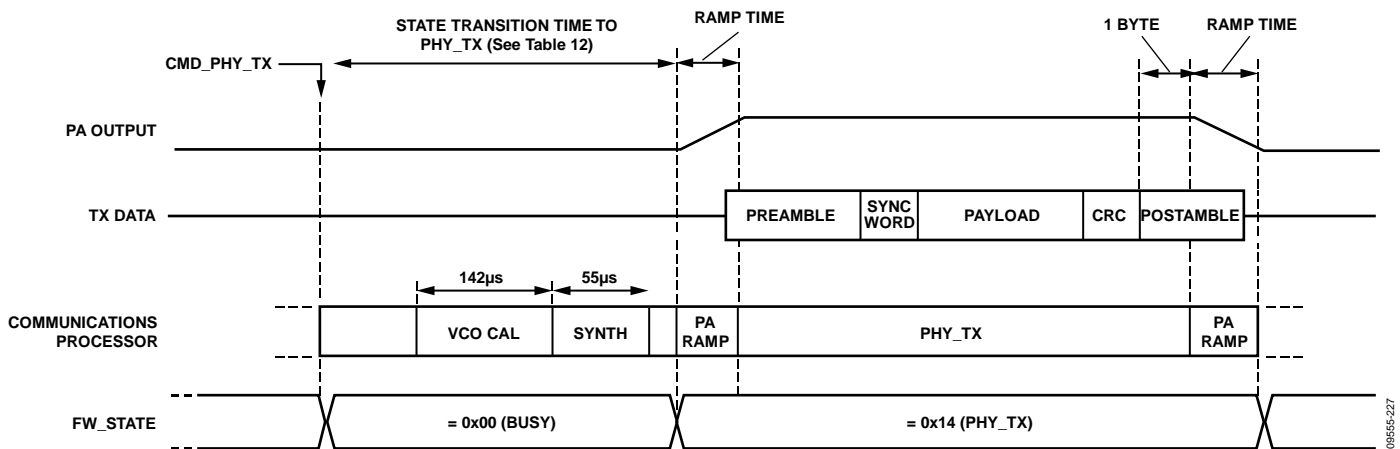 STATE TRANSITION TIME TO
PHY_TX (See Table 12)
RAMP TIME
1 BYTE
RAMP TIME
CMD_PHY_TX
PA OUTPUT
TX DATA
PREAMBLE
SYNC
WORD
PAYLOAD
CRC
POSTAMBLE
142µs
55µs
COMMUNICATIONS
PROCESSOR
VCO CAL
SYNTH
PA
RAMP
PHY_TX
PA
RAMP
FW_STATE
= 0x00 (BUSY)
= 0x14 (PHY_TX)
09555-227